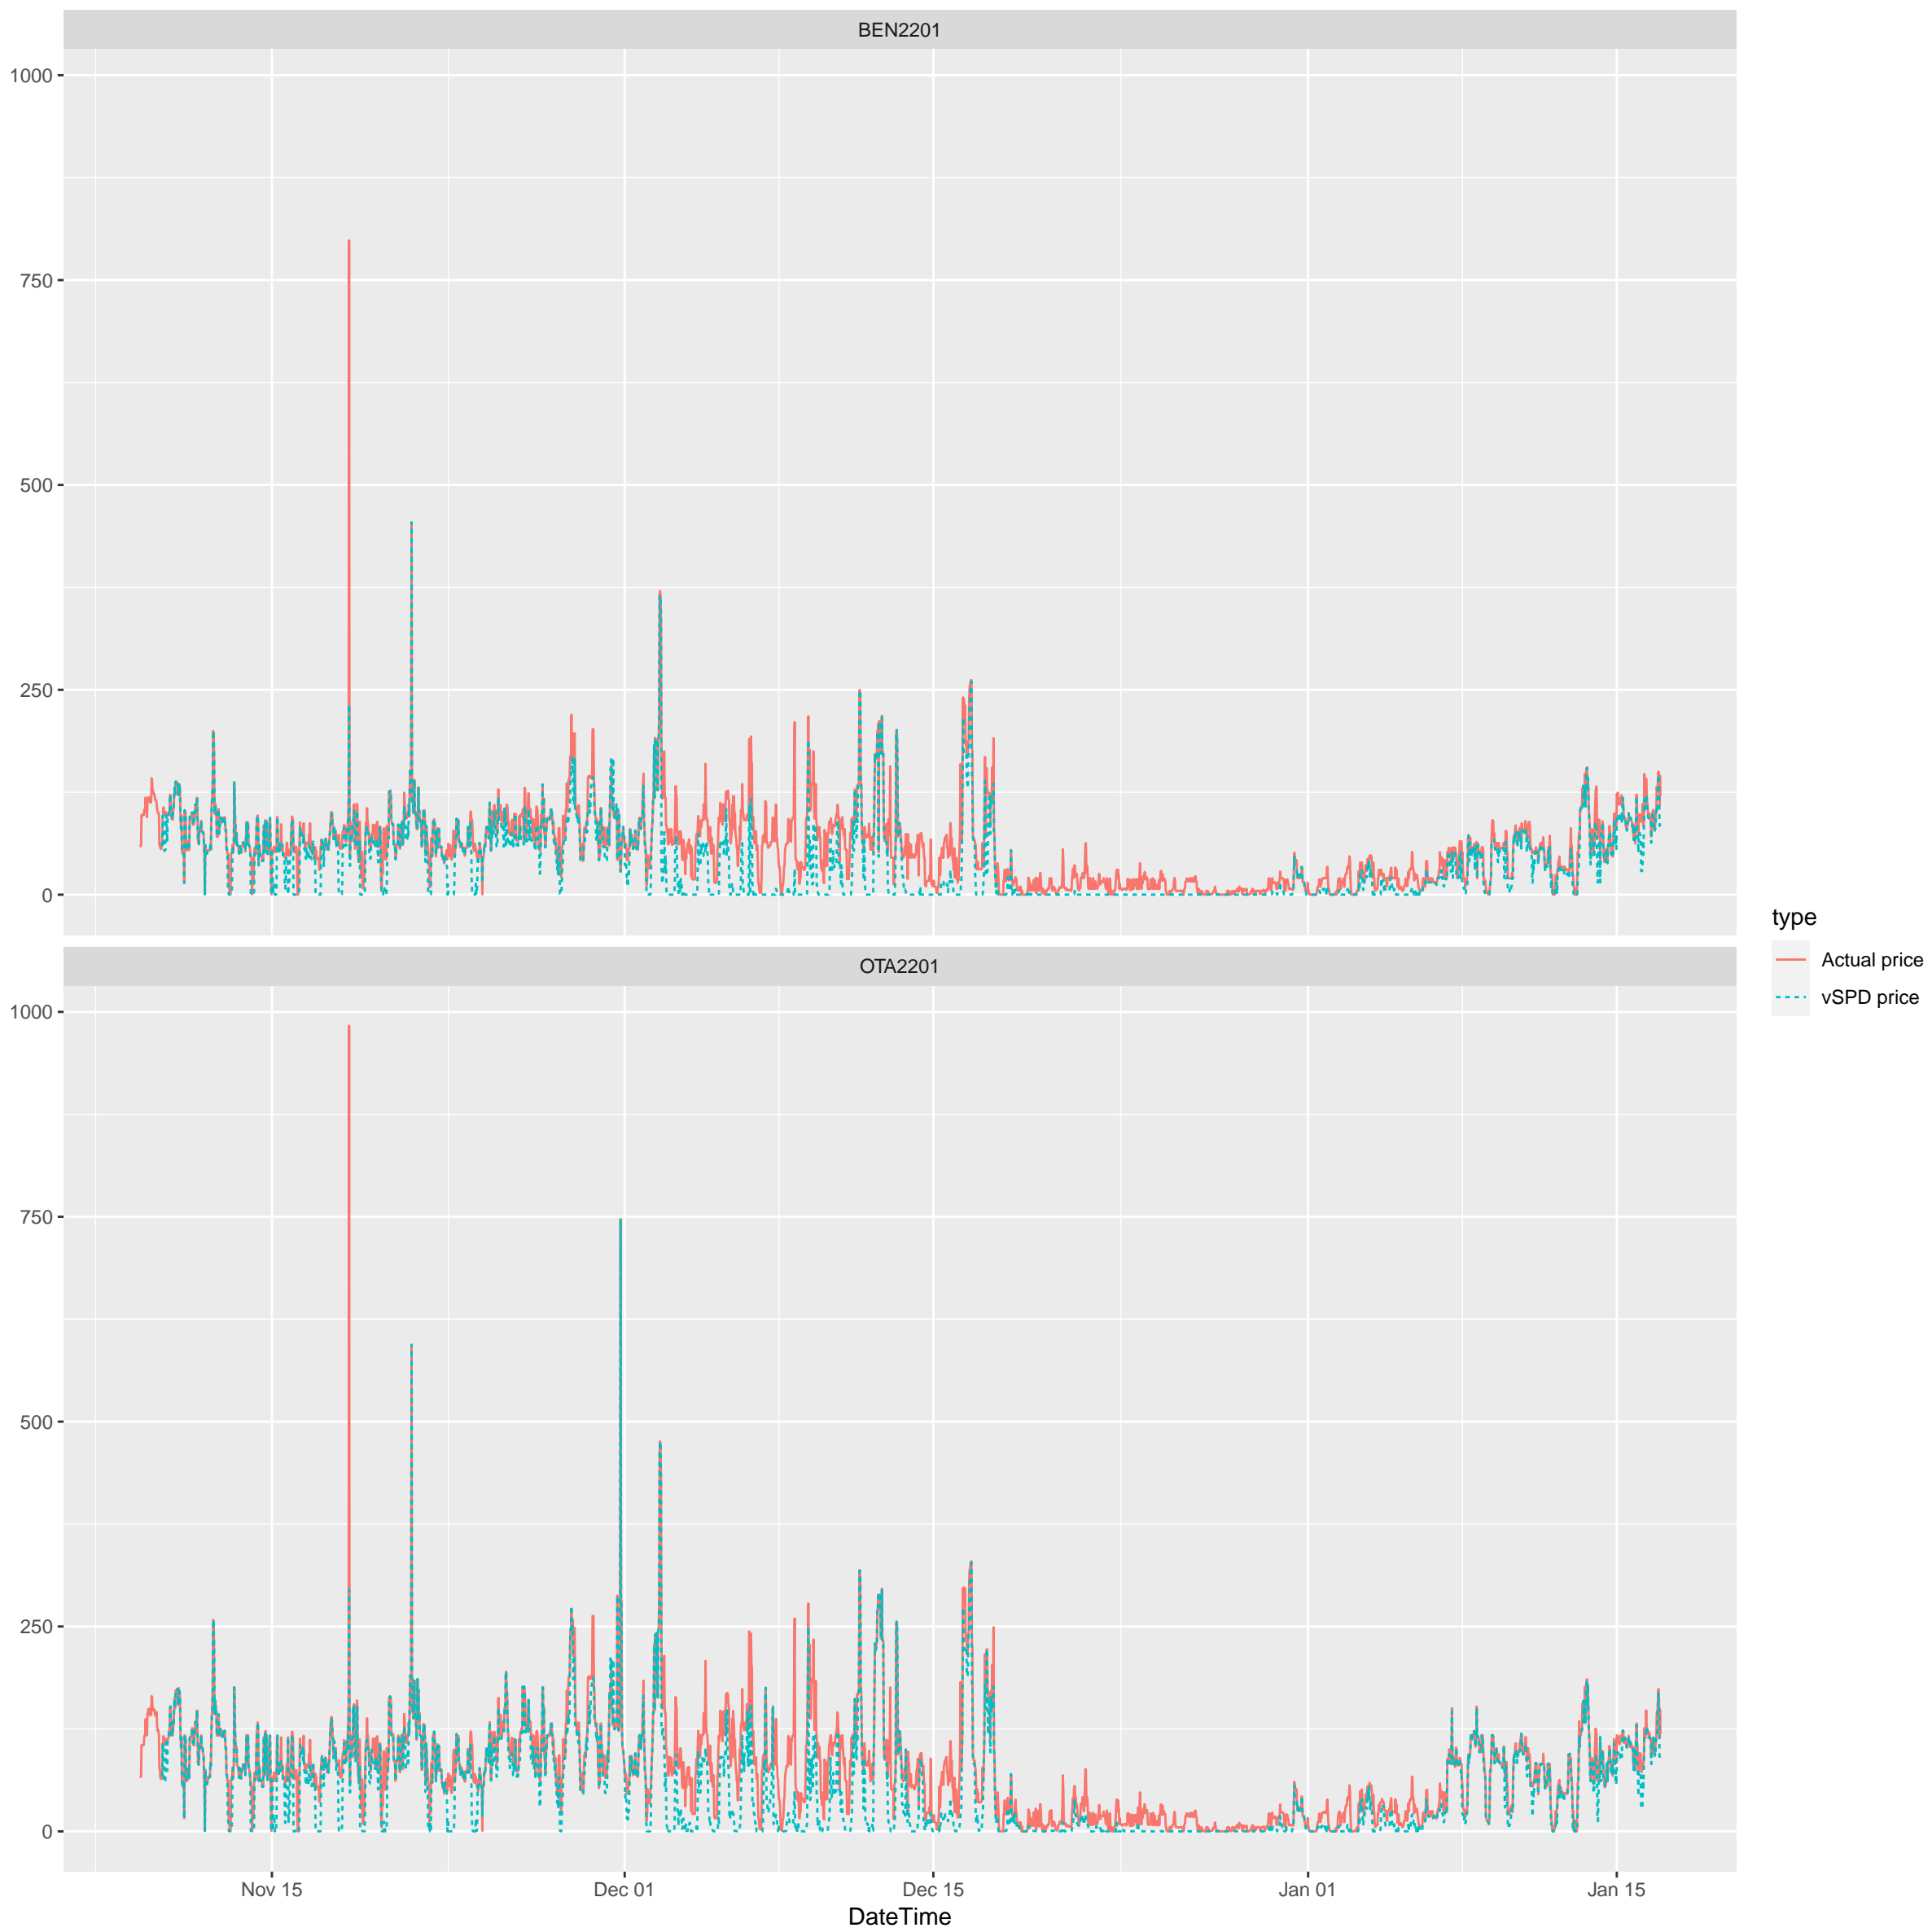 BEN2201
1000
750
500
250
0
OTA2201
1000
750
500
250
0
Nov 15 Dec 01 Dec 15 Jan 01 Jan 15
DateTime
type
Actual price
vSPD price